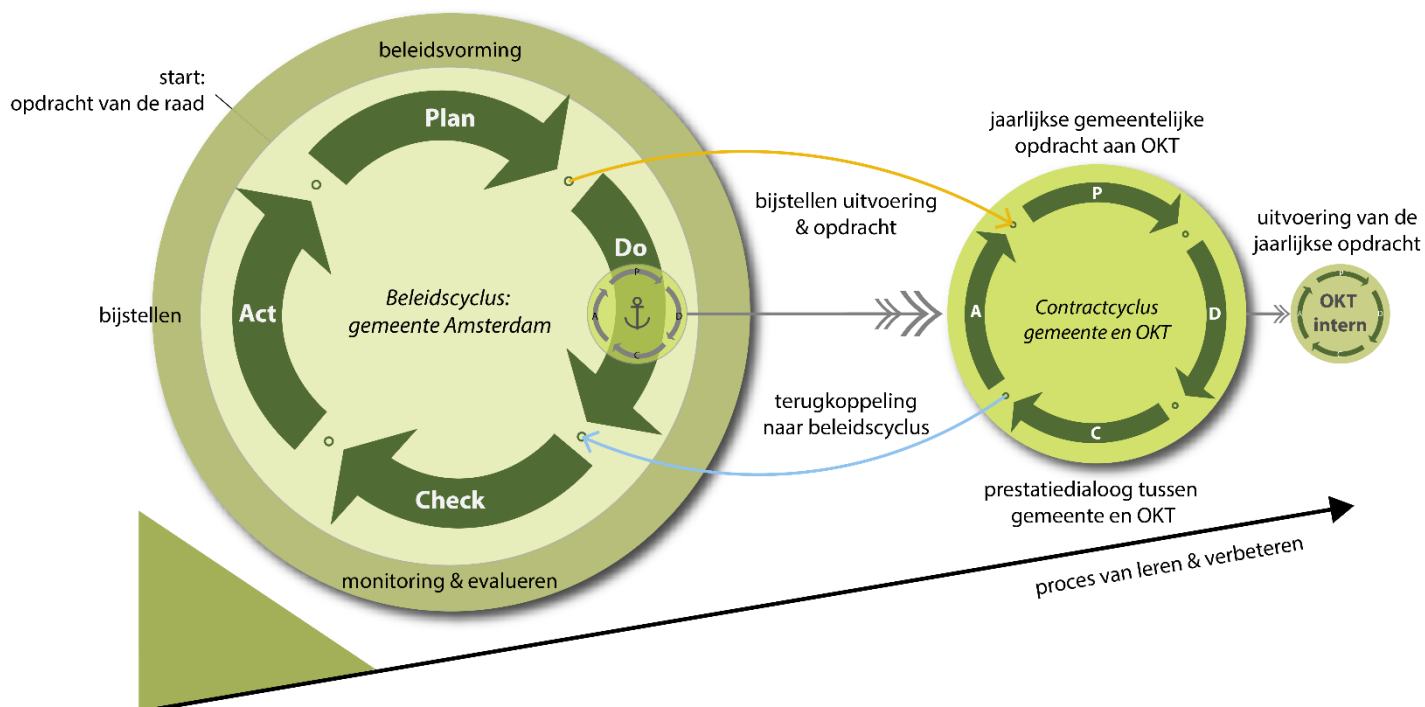 beleidsvorming
start:
opdracht van de raad
Plan
Do
Check
Act
bijstellen
Beleidscyclus:
gemeente Amsterdam
P
D
C
A
monitoring & evalueren
bijstellen uitvoering
& opdracht
terugkoppeling
naar beleidscyclus
jaarlijkse gemeentelijke
opdracht aan OKT
P
D
C
A
Contractcyclus
gemeente en OKT
prestatiedialoog tussen
gemeente en OKT
uitvoering van de
jaarlijkse opdracht
P
D
C
A
OKT
intern
proces van leren & verbeteren